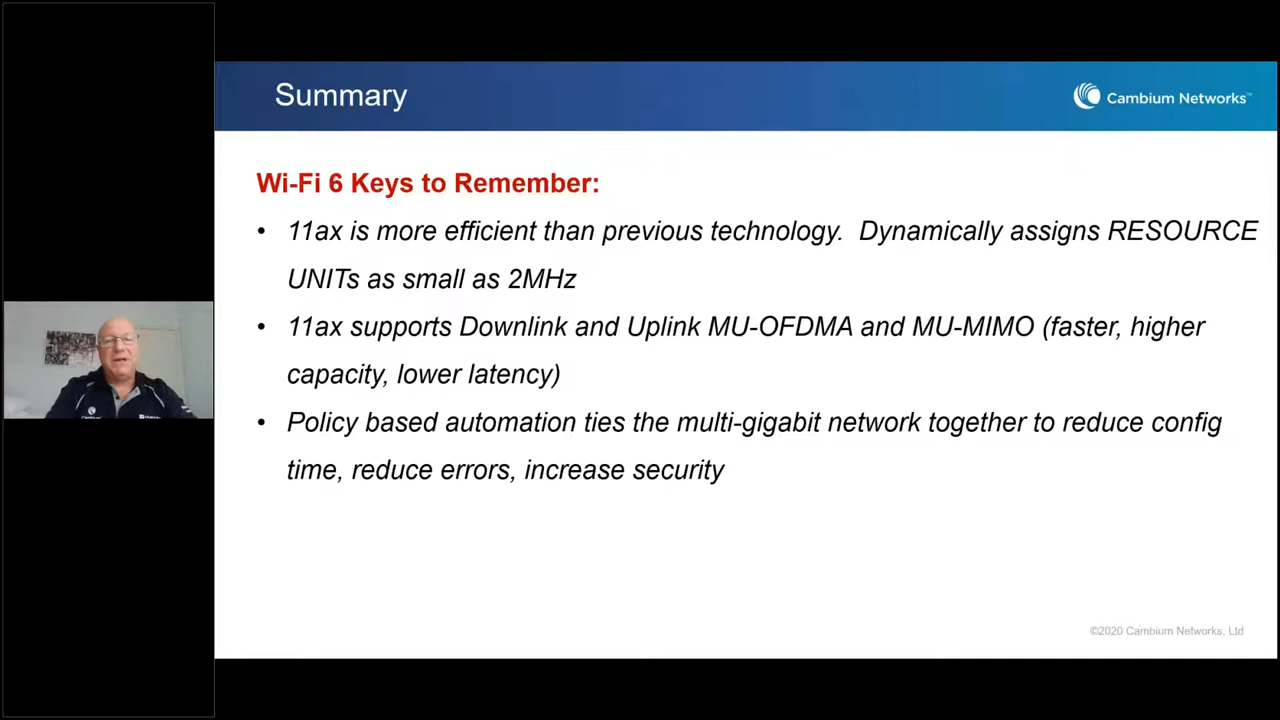 Summary
Cambium Networks™
Wi-Fi 6 Keys to Remember:
• 11ax is more efficient than previous technology.  Dynamically assigns RESOURCE
UNITs as small as 2MHz
• 11ax supports Downlink and Uplink MU-OFDMA and MU-MIMO (faster, higher
capacity, lower latency)
• Policy based automation ties the multi-gigabit network together to reduce config
time, reduce errors, increase security
©2020 Cambium Networks, Ltd